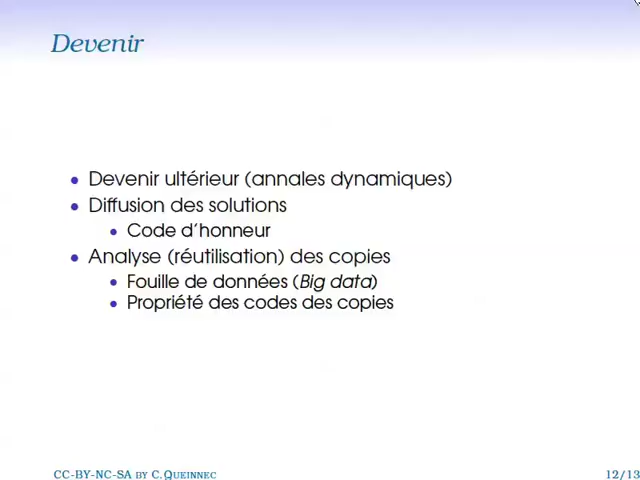 Devenir
• Devenir ultérieur (annales dynamiques)
• Diffusion des solutions
• Code d'honneur
• Analyse (réutilisation) des copies
• Fouille de données (Big data)
• Propriété des codes des copies
CC-BY-NC-SA BY C.QUEINNEC 12/13